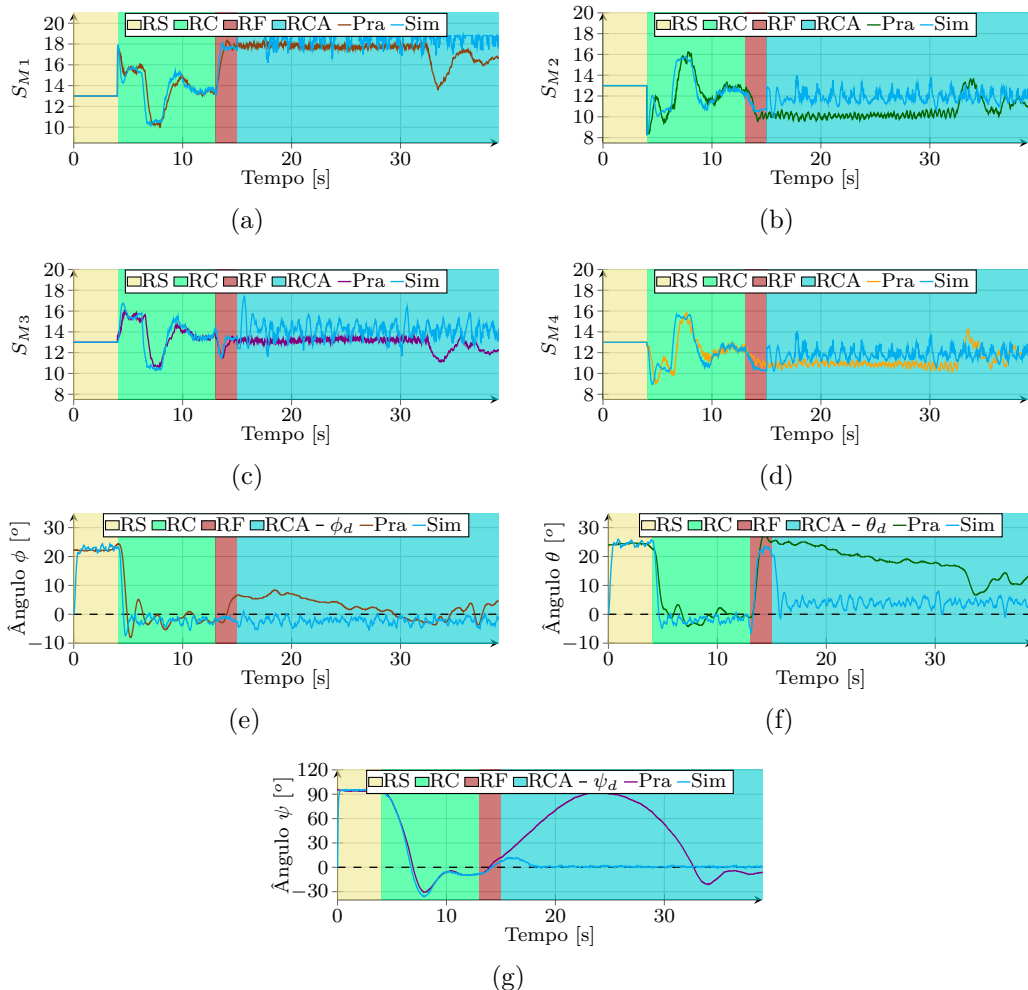 RS RC RF RCA Pra Sim
20
18
16
14
12
10
S_{M1}
0 10 20 30
Tempo [s]
(a)
RS RC RF RCA Pra Sim
20
18
16
14
12
10
8
S_{M2}
0 10 20 30
Tempo [s]
(b)
RS RC RF RCA Pra Sim
20
18
16
14
12
10
8
S_{M3}
0 10 20 30
Tempo [s]
(c)
RS RC RF RCA Pra Sim
20
18
16
14
12
10
8
S_{M4}
0 10 20 30
Tempo [s]
(d)
RS RC RF RCA ϕ_d Pra Sim
30
20
10
0
−10
Ângulo ϕ [°]
0 10 20 30
Tempo [s]
(e)
RS RC RF RCA θ_d Pra Sim
30
20
10
0
−10
Ângulo θ [°]
0 10 20 30
Tempo [s]
(f)
RS RC RF RCA ψ_d Pra Sim
120
90
60
30
0
−30
Ângulo ψ [°]
0 10 20 30
Tempo [s]
(g)